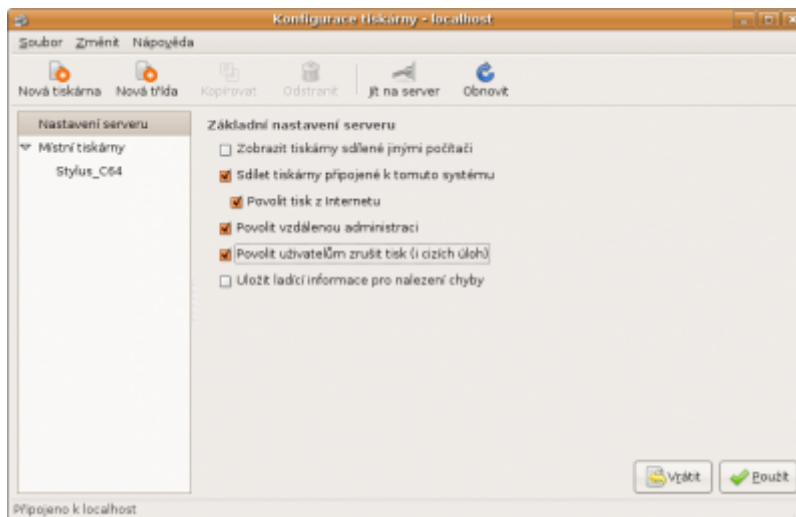 Konfigurace tiskárny - localhost
Soubor Změnit Nápověda
Nová tiskárna Nová třída Kopírovat Odstranit Jít na server Obnovit
Nastavení serveru
Místní tiskárny
Stylus_C64
Základní nastavení serveru
Zobrazit tiskárny sdílené jinými počítači
Sdílet tiskárny připojené k tomuto systému
Povolit tisk z Internetu
Povolit vzdálenou administraci
Povolit uživatelům zrušit tisk (i cizích úloh)
Uložit ladící informace pro nalezení chyby
Vrátit Použít
Připojeno k localhost